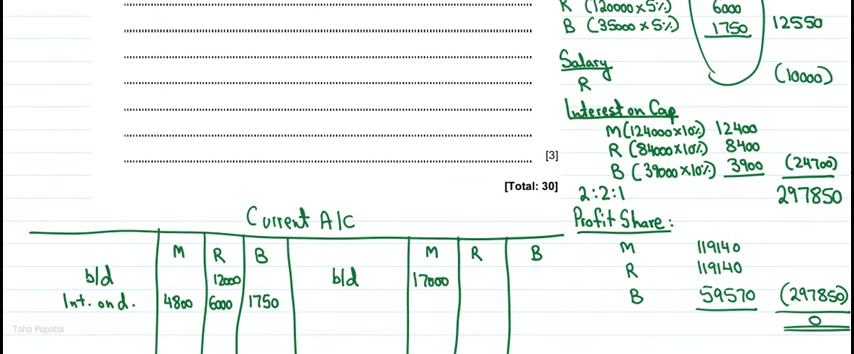 R (120000 x 5%) 6000
B (35000 x 5%) 1750 12550
Salary
R (10000)
Interest on Cap
M (124000 x 10%) 12400
R (84000 x 10%) 8400
B (39000 x 10%) 3900 (24700)
[3]
[Total: 30]
2:2:1 297850
Profit Share:
M 119140
R 119140
B 59570 (297850)
0
Current A/C
M R B M R B
b/d 12000 b/d 17000
Int. on d. 4800 6000 1750
Taha Popatia